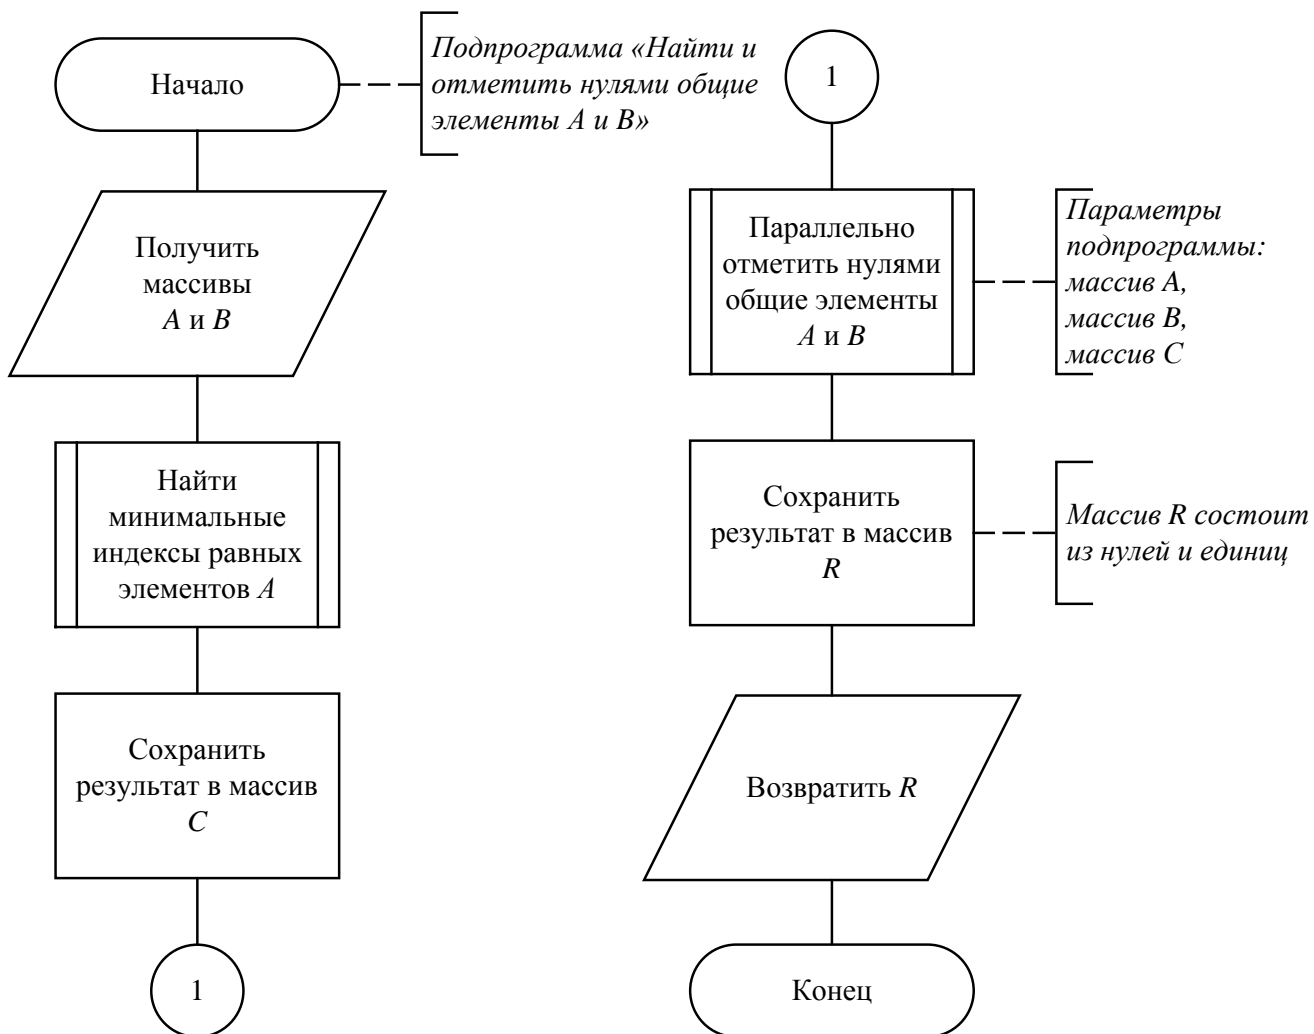 Начало
Подпрограмма «Найти и
отметить нулями общие
элементы A и B»
Получить
массивы
A и B
Найти
минимальные
индексы равных
элементов A
Сохранить
результат в массив
C
1
1
Параллельно
отметить нулями
общие элементы
A и B
Параметры
подпрограммы:
массив A,
массив B,
массив C
Сохранить
результат в массив
R
Массив R состоит
из нулей и единиц
Возвратить R
Конец